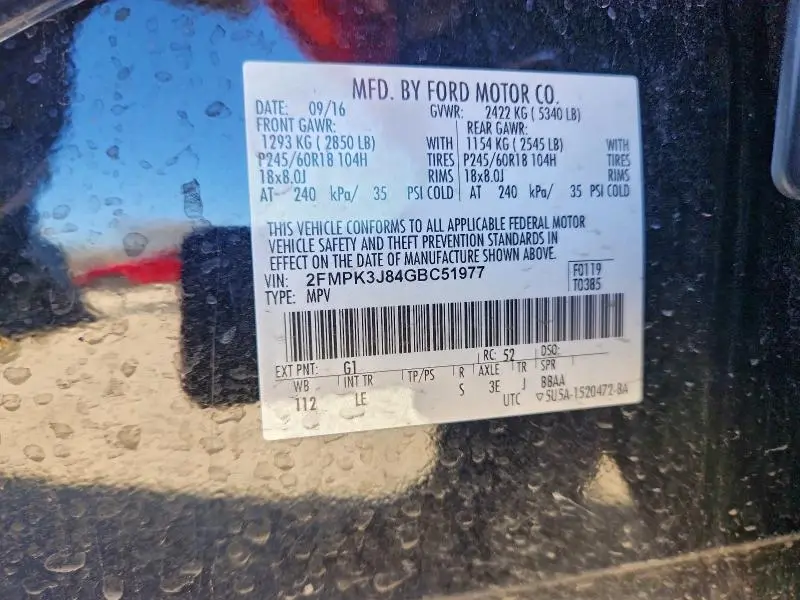 MFD. BY FORD MOTOR CO.
DATE: 09/16 GVWR: 2422 KG ( 5340 LB)
FRONT GAWR: REAR GAWR:
1293 KG ( 2850 LB) WITH 1154 KG ( 2545 LB) WITH
P245/60R18 104H TIRES P245/60R18 104H TIRES
18x8.0J RIMS 18x8.0J RIMS
AT 240 kPa/ 35 PSI COLD AT 240 kPa/ 35 PSI COLD
THIS VEHICLE CONFORMS TO ALL APPLICABLE FEDERAL MOTOR
VEHICLE SAFETY AND THEFT PREVENTION STANDARDS IN
EFFECT ON THE DATE OF MANUFACTURE SHOWN ABOVE.
VIN: 2FMPK3J84GBC51977 F0119
TYPE: MPV T0385
EXT PNT: G1 RC: 52 DSO:
WB INT TR TP/PS R AXLE TR SPR
112 LE S 3E J BBAA
UTC ▽5U5A-1520472-BA